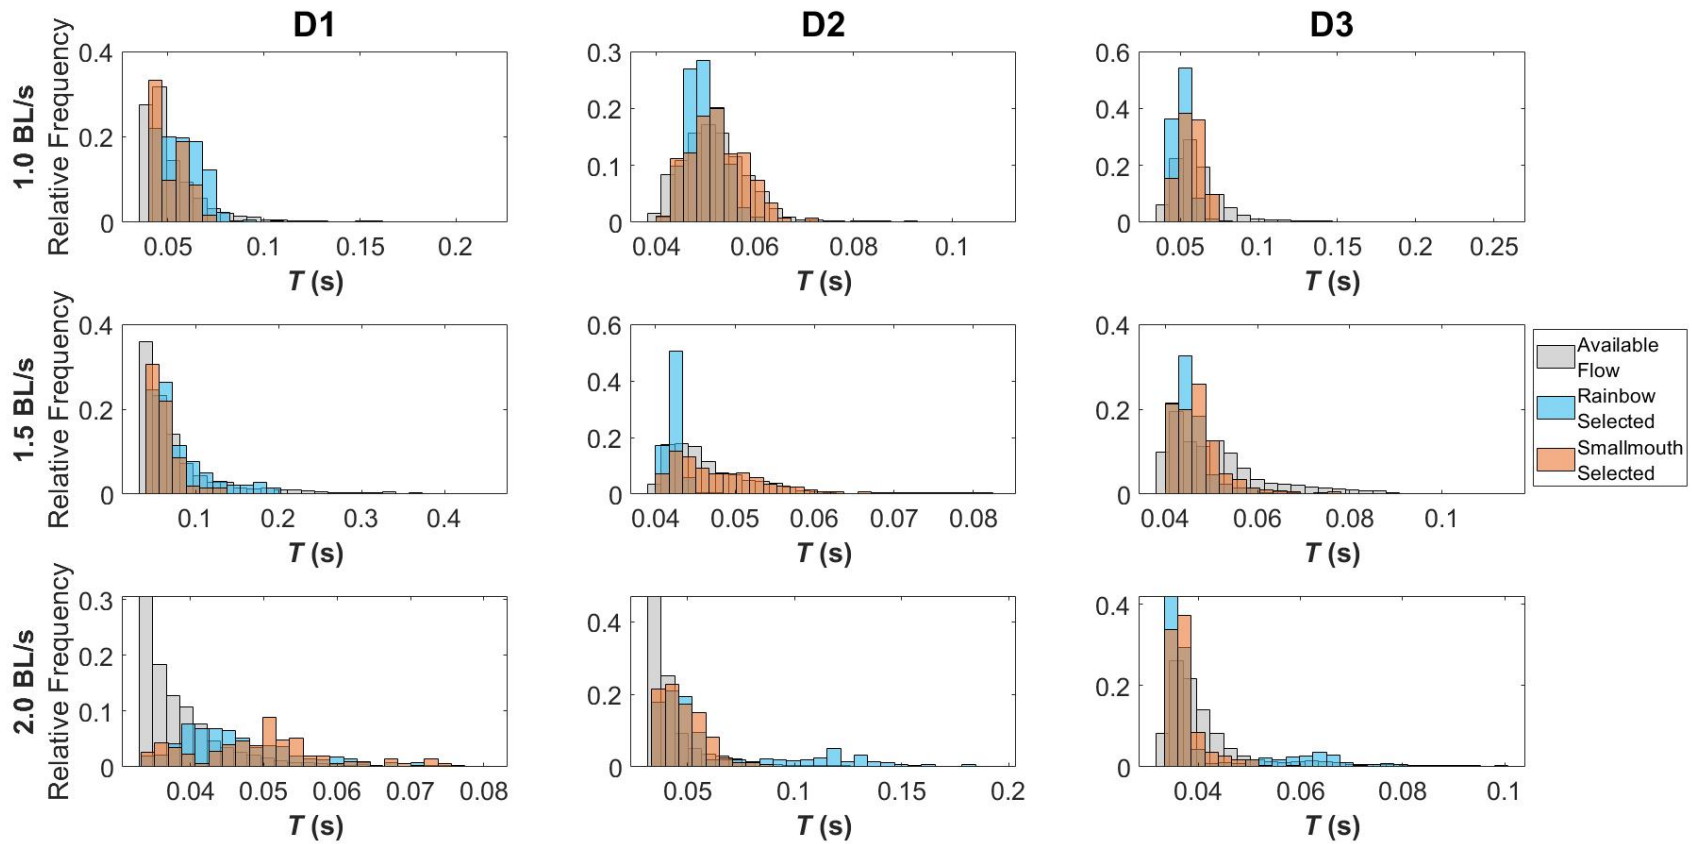 D1
D2
D3
1.0 BL/s
Relative Frequency
0.4
0.2
0
0.05
0.1
0.15
0.2
T (s)
0.3
0.2
0.1
0
0.04
0.06
0.08
0.1
T (s)
0.6
0.4
0.2
0
0.05
0.1
0.15
0.2
0.25
T (s)
1.5 BL/s
Relative Frequency
0.4
0.2
0
0.1
0.2
0.3
0.4
T (s)
0.6
0.4
0.2
0
0.04
0.05
0.06
0.07
0.08
T (s)
0.4
0.2
0
0.04
0.06
0.08
0.1
T (s)
Available
Flow
Rainbow
Selected
Smallmouth
Selected
2.0 BL/s
Relative Frequency
0.3
0.2
0.1
0
0.04
0.05
0.06
0.07
0.08
T (s)
0.4
0.2
0
0.05
0.1
0.15
0.2
T (s)
0.4
0.2
0
0.04
0.06
0.08
0.1
T (s)